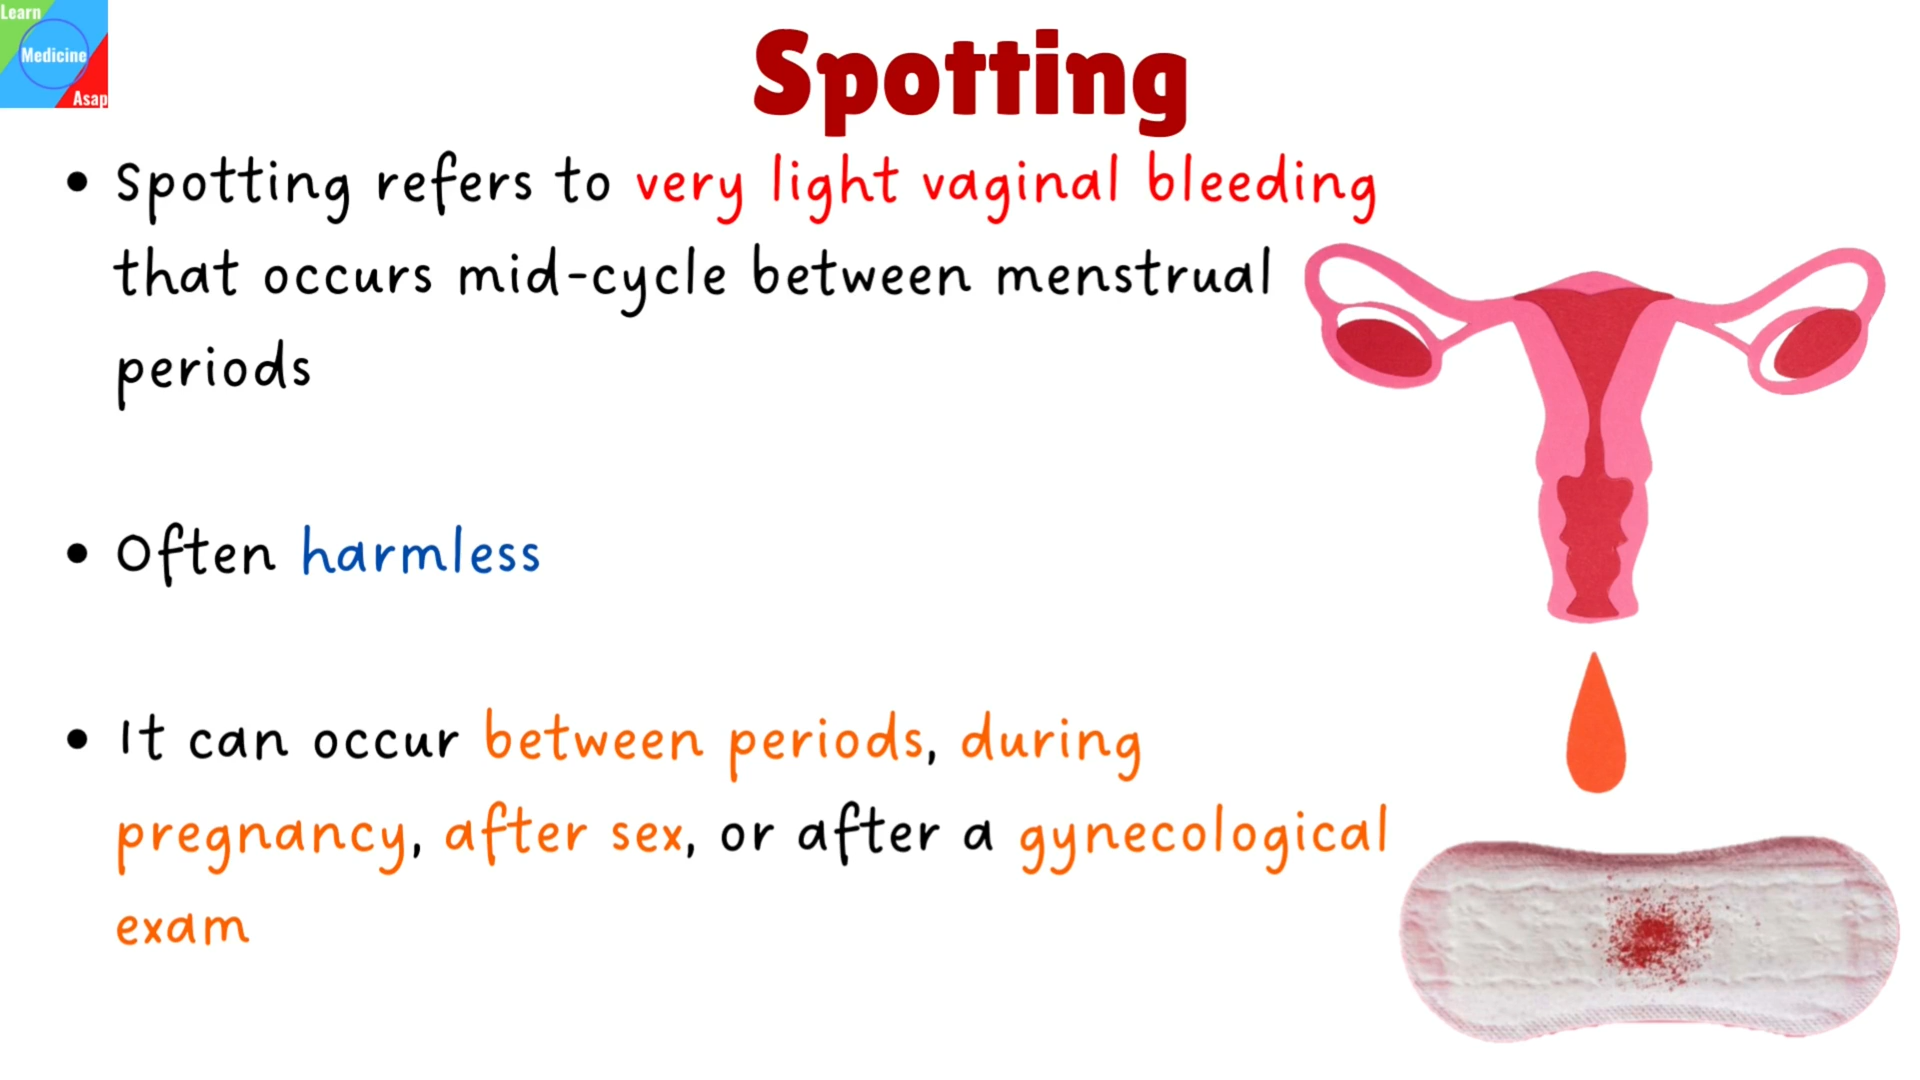 Learn
Medicine
Asap
Spotting
• Spotting refers to very light vaginal bleeding
that occurs mid-cycle between menstrual
periods
• Often harmless
• It can occur between periods, during
pregnancy, after sex, or after a gynecological
exam